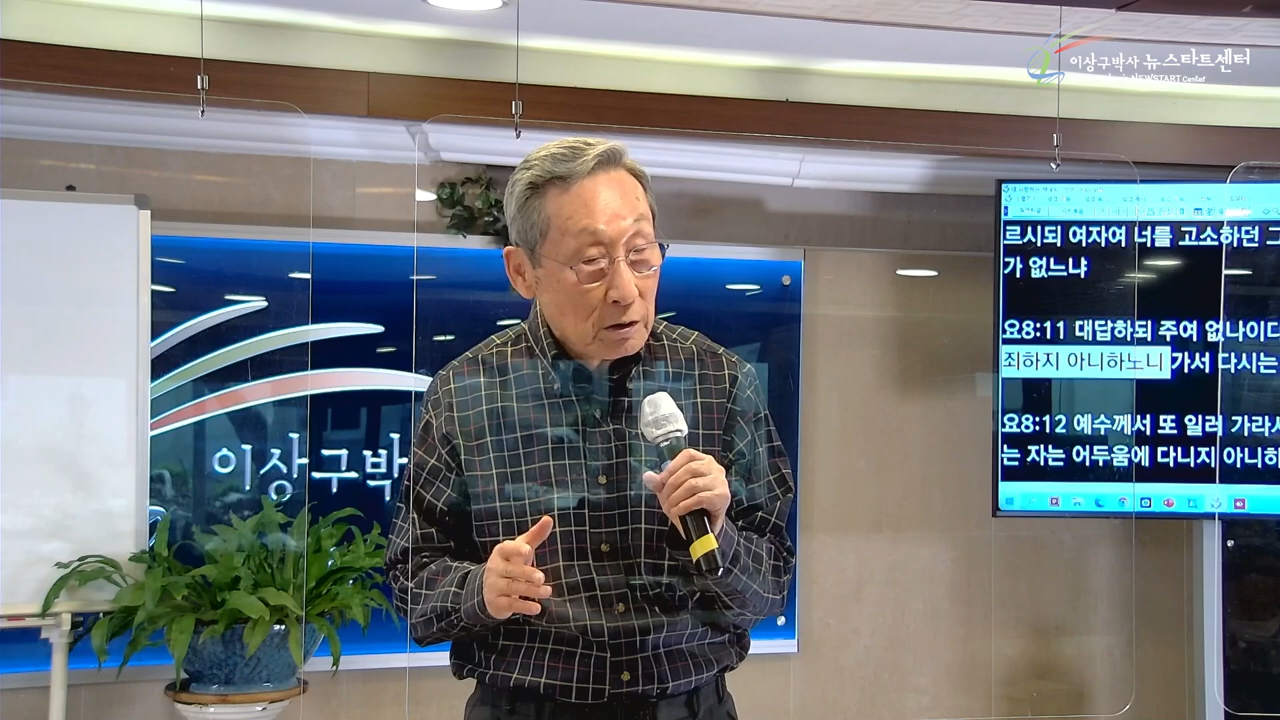 이상구박사 뉴스타트센터
NEWSTART Center
이상구박
르시되 여자여 너를 고소하던 그
가 없느냐
요8:11 대답하되 주여 없나이다
죄하지 아니하노니 가서 다시는
요8:12 예수께서 또 일러 가라사
는 자는 어두움에 다니지 아니하